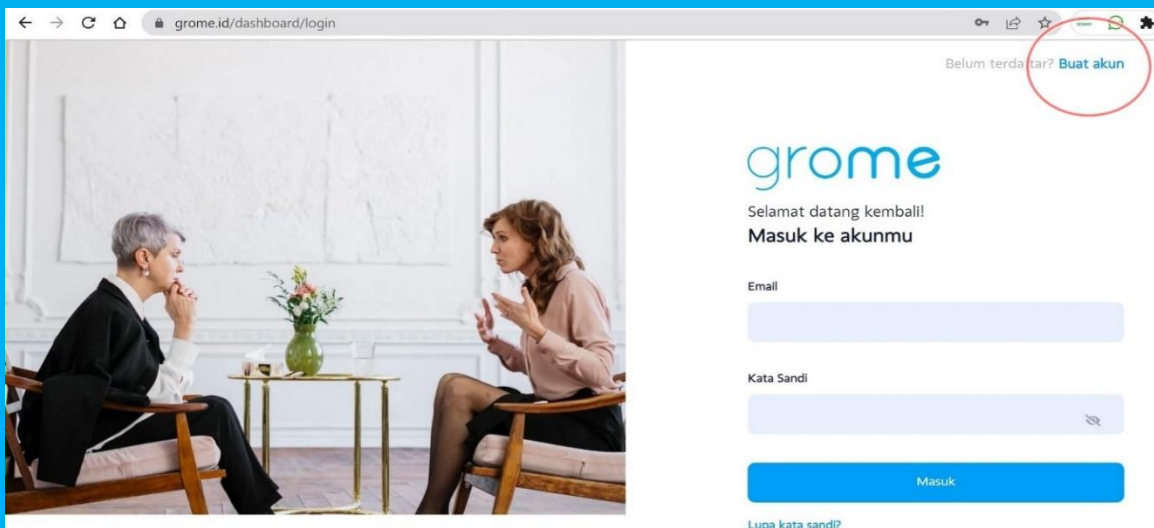 grome.id/dashboard/login
Belum terdaftar? Buat akun
grome
Selamat datang kembali!
Masuk ke akunmu
Email
Kata Sandi
Masuk
Lupa kata sandi?